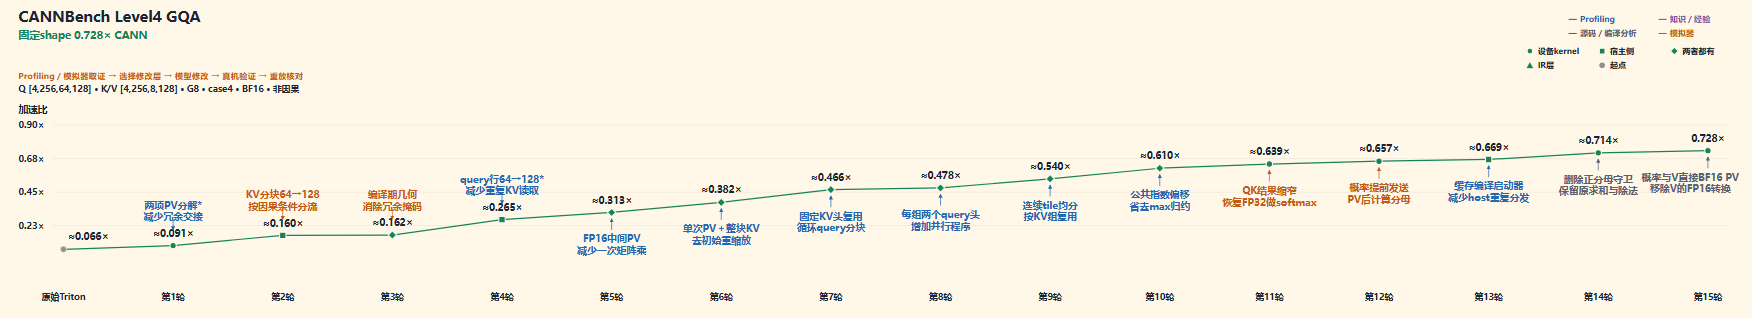 CANNBench Level4 GQA
固定shape 0.728× CANN
— Profiling
— 知识 / 经验
— 源码 / 编译分析
— 模拟器
设备kernel
宿主侧
两者都有
IR层
起点
Profiling / 模拟器取证 → 选择修改层 → 模型修改 → 真机验证 → 重放核对
Q [4,256,64,128] • K/V [4,256,8,128] • G8 • case4 • BF16 • 非因果
加速比
0.90×
0.68×
0.45×
0.23×
≈0.066×
两项PV分解*
减少冗余交接
≈0.091×
KV分块64→128
按因果条件分流
≈0.160×
编译期几何
消除冗余掩码
≈0.162×
query行64→128*
减少重复KV读取
≈0.265×
≈0.313×
FP16中间PV
减少一次矩阵乘
≈0.382×
单次PV＋整块KV
去初始重缩放
≈0.466×
固定KV头复用
循环query分块
≈0.478×
每组两个query头
增加并行程序
≈0.540×
连续tile均分
按KV组复用
≈0.610×
公共指数偏移
省去max归约
≈0.639×
QK结果缩窄
恢复FP32做softmax
≈0.657×
概率提前发送
PV后计算分母
≈0.669×
缓存编译启动器
减少host重复分发
≈0.714×
删除正分母守卫
保留原求和与除法
0.728×
概率与V直接BF16 PV
移除V的FP16转换
原始Triton
第1轮
第2轮
第3轮
第4轮
第5轮
第6轮
第7轮
第8轮
第9轮
第10轮
第11轮
第12轮
第13轮
第14轮
第15轮